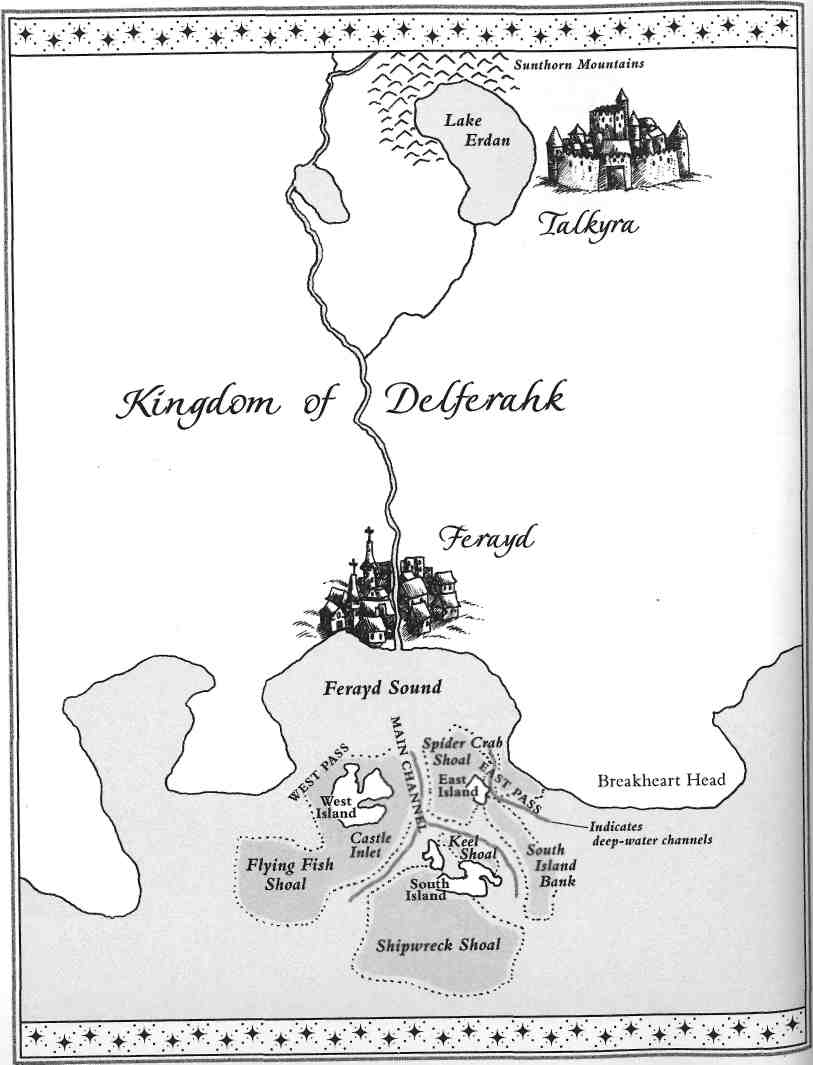 Sunthorn Mountains
Lake
Erdan
Talkyra
Kingdom of Delferahk
Ferayd
Ferayd Sound
MAIN CHANNEL
WEST PASS
Spider Crab
Shoal
EAST PASS
East
Island
Breakheart Head
West
Island
Indicates
deep-water channels
Castle
Inlet
Keel
Shoal
Flying Fish
Shoal
South
Island
Bank
South
Island
Shipwreck Shoal